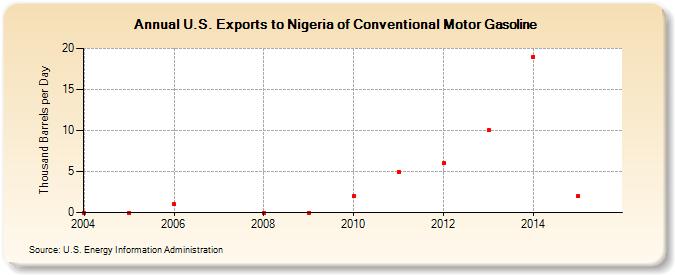 Annual U.S. Exports to Nigeria of Conventional Motor Gasoline
Thousand Barrels per Day
20
15
10
5
0
2004 2006 2008 2010 2012 2014
Source: U.S. Energy Information Administration